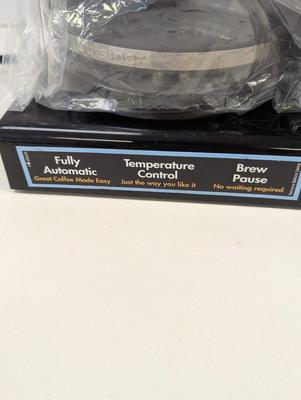 Fully
Automatic
Great Coffee Made Easy
Temperature
Control
Just the way you like it
Brew
Pause
No waiting required